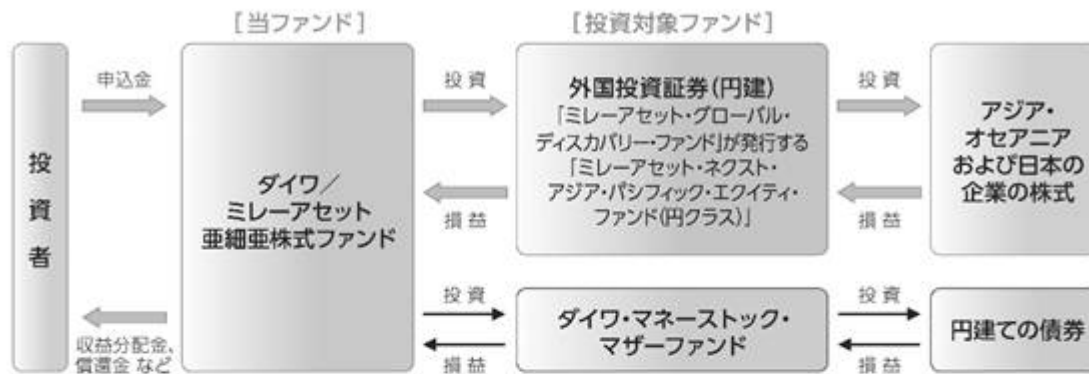 [当ファンド]
[投資対象ファンド]
投資者
申込金
収益分配金、
償還金 など
ダイワ／
ミレーアセット
亜細亜株式ファンド
投資
損益
外国投資証券(円建)
「ミレーアセット・グローバル・
ディスカバリー・ファンド」が発行する
「ミレーアセット・ネクスト・
アジア・パシフィック・エクイティ・
ファンド(円クラス)」
投資
損益
アジア・
オセアニア
および日本の
企業の株式
投資
損益
ダイワ・マネーストック・
マザーファンド
投資
損益
円建ての債券